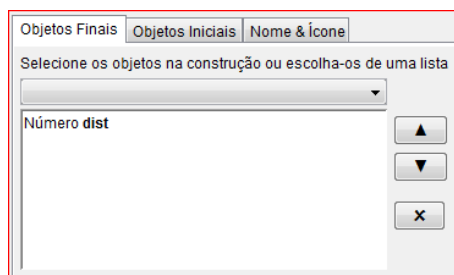 Objetos Finais Objetos Iniciais Nome & Ícone
Selecione os objetos na construção ou escolha-os de uma lista
Número dist